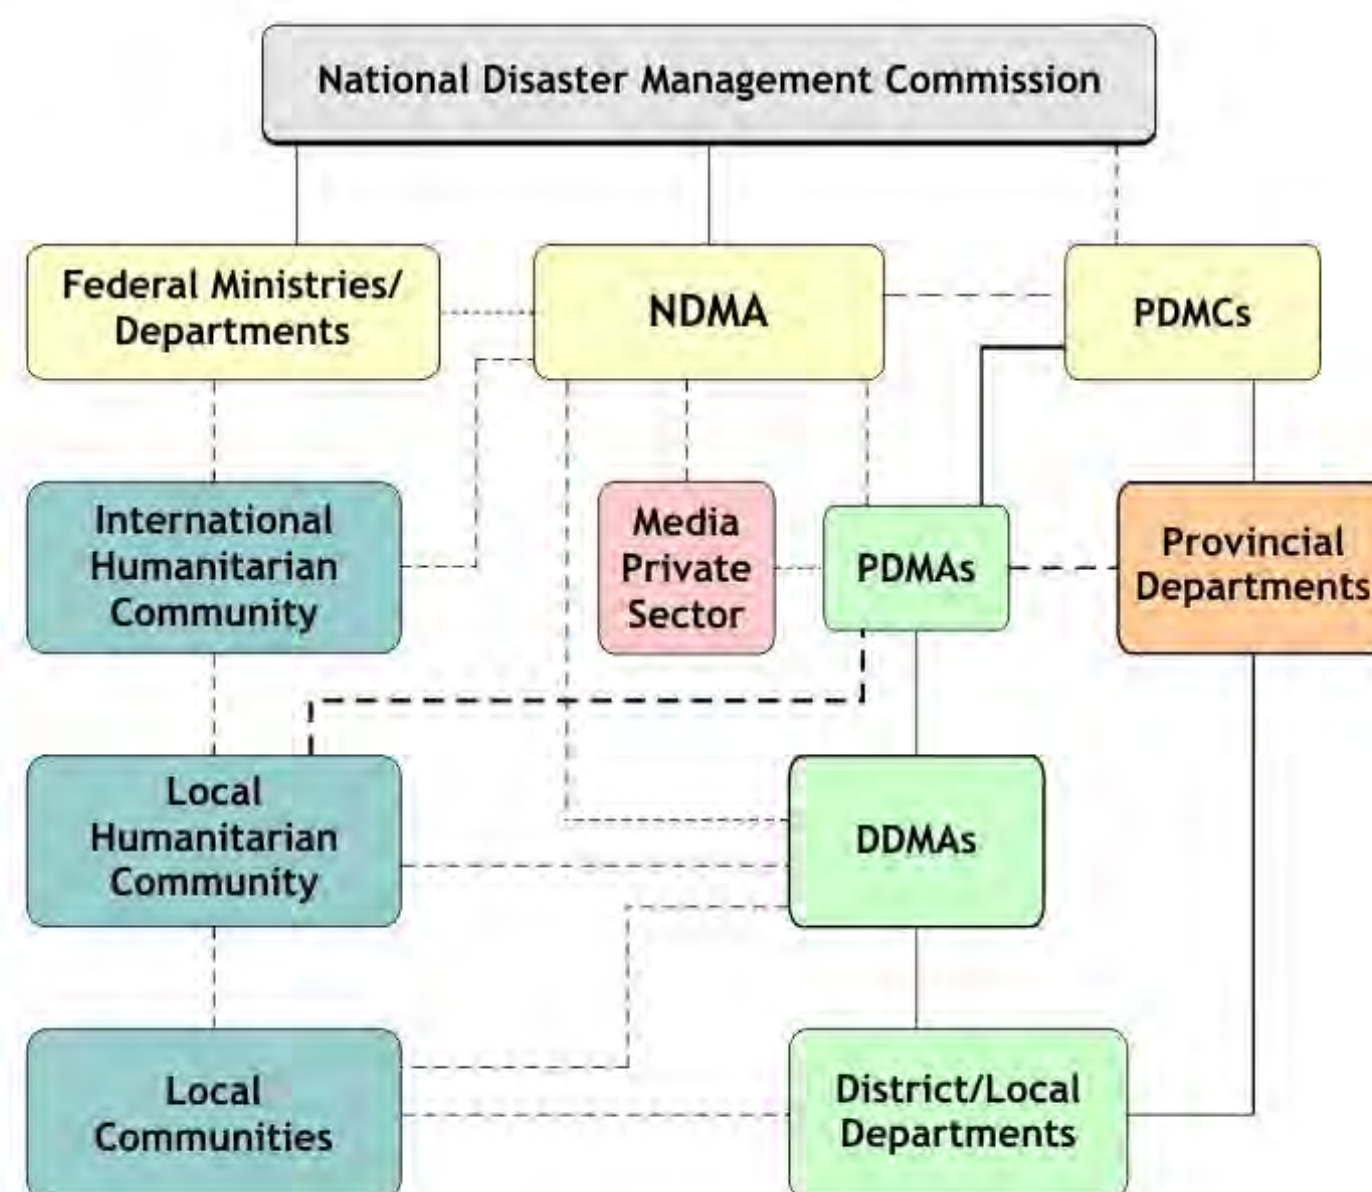 National Disaster Management Commission
Federal Ministries/
Departments
NDMA
PDMCs
International
Humanitarian
Community
Media
Private
Sector
PDMAs
Provincial
Departments
Local
Humanitarian
Community
DDMAs
Local
Communities
District/Local
Departments